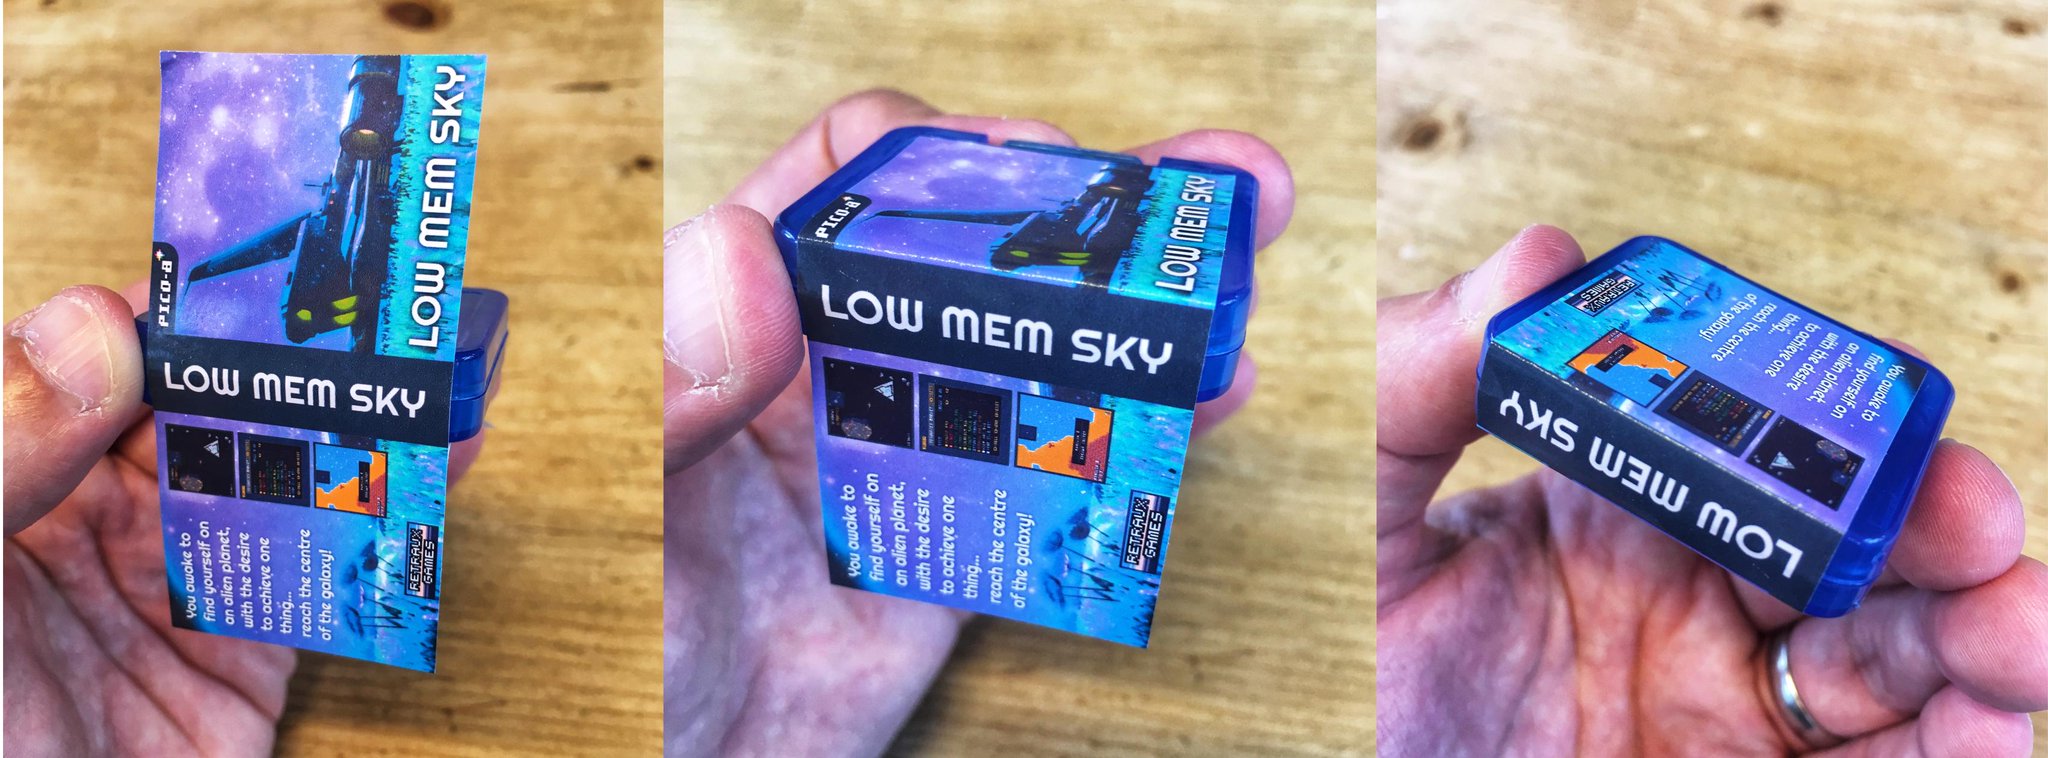 PICO-8
LOW MEM SKY
LOW MEM SKY
You awake to
find yourself on
an alien planet,
with the desire
to achieve one
thing...
reach the centre
of the galaxy!
RETRAUX
GAMES
PICO-8
LOW MEM SKY
LOW MEM SKY
You awake to
find yourself on
an alien planet,
with the desire
to achieve one
thing...
reach the centre
of the galaxy!
RETRAUX
GAMES
LOW MEM SKY
You awake to
find yourself on
an alien planet,
with the desire
to achieve one
thing...
reach the centre
of the galaxy!
RETRAUX
GAMES